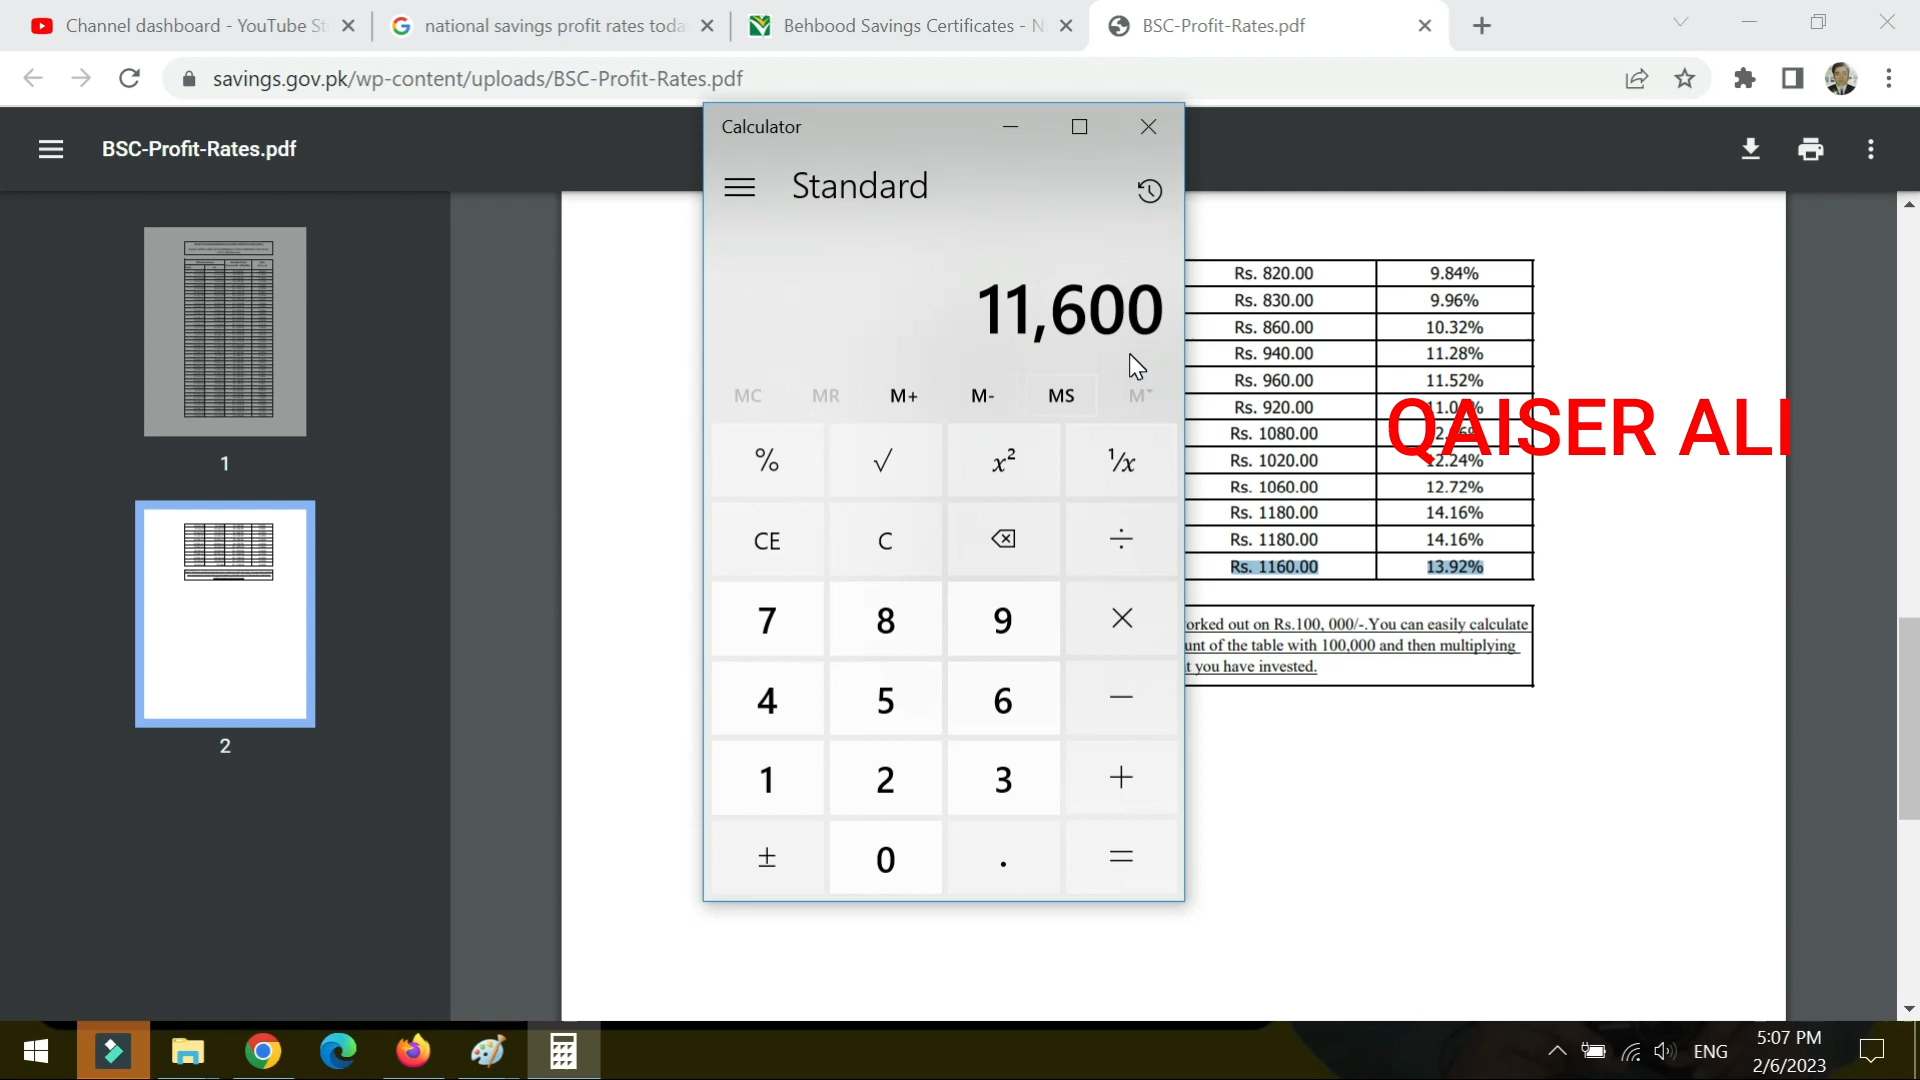 Channel dashboard - YouTube St
national savings profit rates toda
Behbood Savings Certificates - N
BSC-Profit-Rates.pdf
savings.gov.pk/wp-content/uploads/BSC-Profit-Rates.pdf
BSC-Profit-Rates.pdf
Calculator
Standard
11,600
MC MR M+ M- MS M
% √ x² ¹/x
CE C ÷
7 8 9 ×
4 5 6 −
1 2 3 +
± 0 . =
1
2
Rs. 820.00 9.84%
Rs. 830.00 9.96%
Rs. 860.00 10.32%
Rs. 940.00 11.28%
Rs. 960.00 11.52%
Rs. 920.00
Rs. 1080.00
Rs. 1020.00 12.24%
Rs. 1060.00 12.72%
Rs. 1180.00 14.16%
Rs. 1180.00 14.16%
Rs. 1160.00 13.92%
QAISER ALI
orked out on Rs.100, 000/-.You can easily calculate
unt of the table with 100,000 and then multiplying
t you have invested.
ENG
5:07 PM
2/6/2023